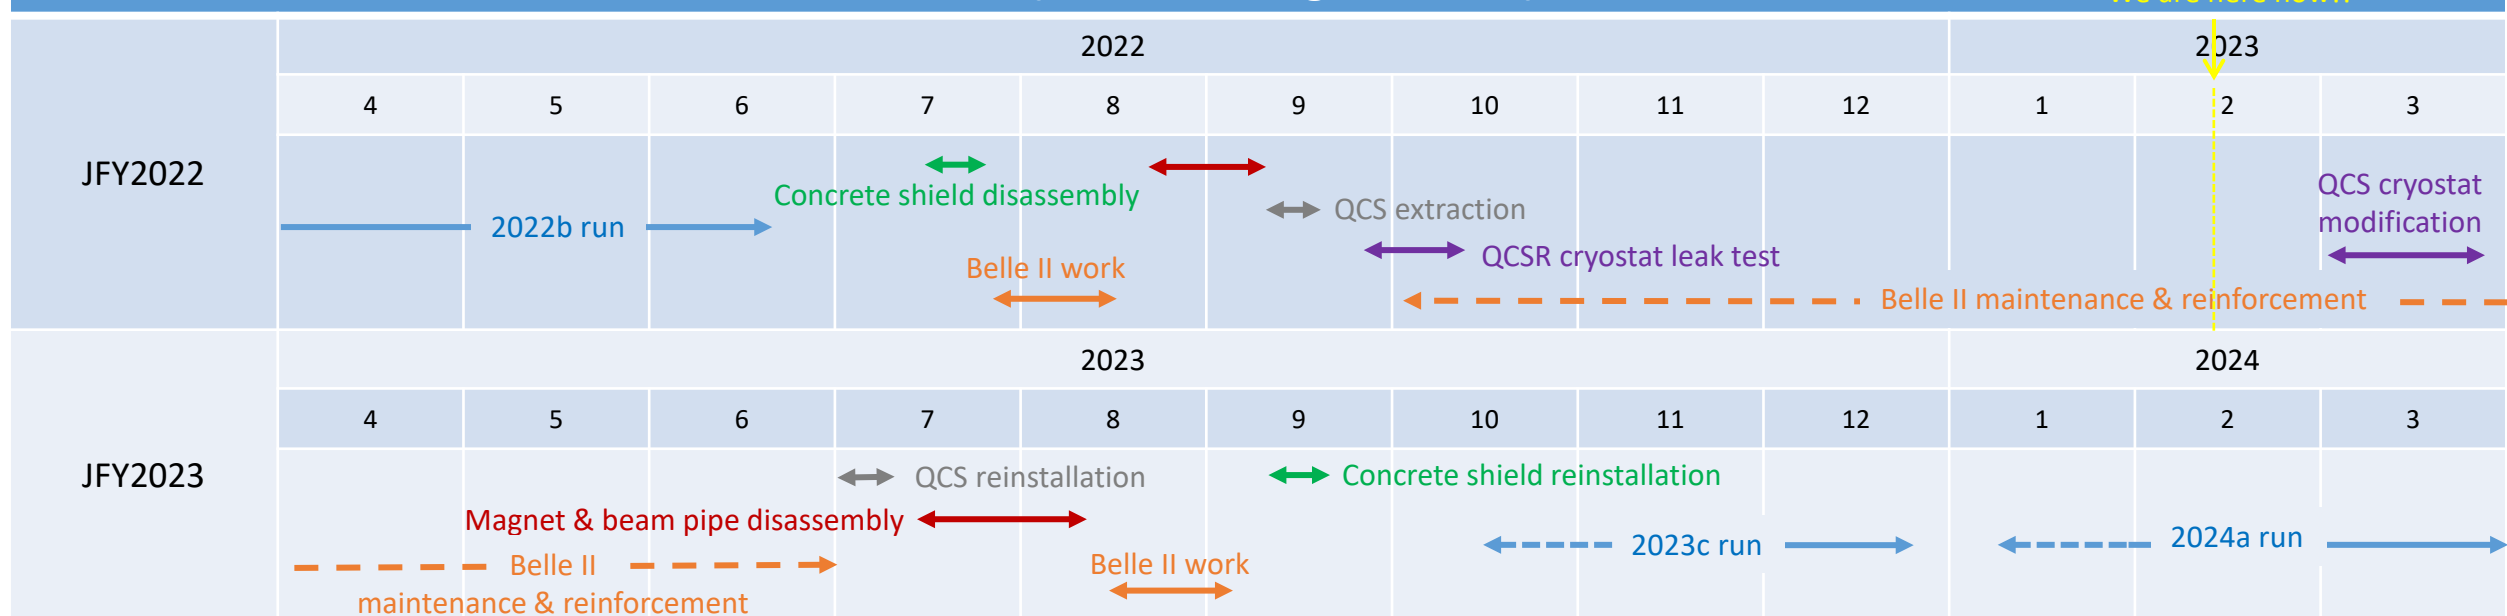 2022
2023
4 5 6 7 8 9 10 11 12 1 2 3
JFY2022
Concrete shield disassembly
QCS cryostat
modification
QCS extraction
2022b run
QCSR cryostat leak test
Belle II work
Belle II maintenance & reinforcement
2023
2024
4 5 6 7 8 9 10 11 12 1 2 3
JFY2023
QCS reinstallation
Concrete shield reinstallation
Magnet & beam pipe disassembly
2023c run
2024a run
Belle II
maintenance & reinforcement
Belle II work